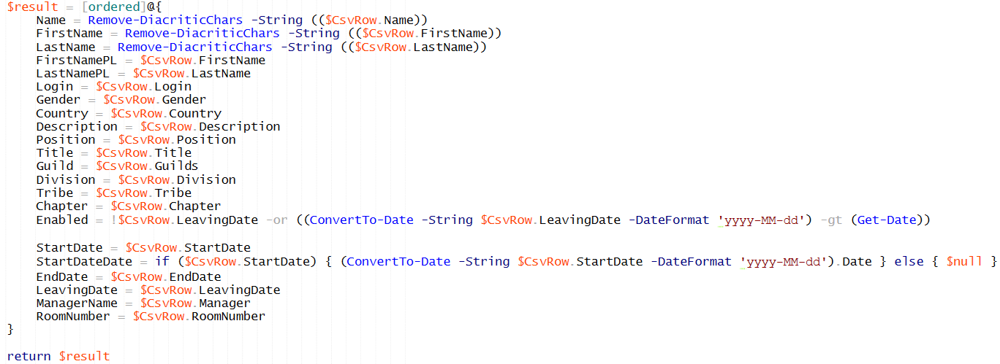 $result = [ordered]@{
    Name = Remove-DiacriticChars -String (($CsvRow.Name))
    FirstName = Remove-DiacriticChars -String (($CsvRow.FirstName))
    LastName = Remove-DiacriticChars -String (($CsvRow.LastName))
    FirstNamePL = $CsvRow.FirstName
    LastNamePL = $CsvRow.LastName
    Login = $CsvRow.Login
    Gender = $CsvRow.Gender
    Country = $CsvRow.Country
    Description = $CsvRow.Description
    Position = $CsvRow.Position
    Title = $CsvRow.Title
    Guild = $CsvRow.Guilds
    Division = $CsvRow.Division
    Tribe = $CsvRow.Tribe
    Chapter = $CsvRow.Chapter
    Enabled = !$CsvRow.LeavingDate -or ((ConvertTo-Date -String $CsvRow.LeavingDate -DateFormat 'yyyy-MM-dd') -gt (Get-Date))

    StartDate = $CsvRow.StartDate
    StartDateDate = if ($CsvRow.StartDate) { (ConvertTo-Date -String $CsvRow.StartDate -DateFormat 'yyyy-MM-dd').Date } else { $null }
    EndDate = $CsvRow.EndDate
    LeavingDate = $CsvRow.LeavingDate
    ManagerName = $CsvRow.Manager
    RoomNumber = $CsvRow.RoomNumber
}

return $result